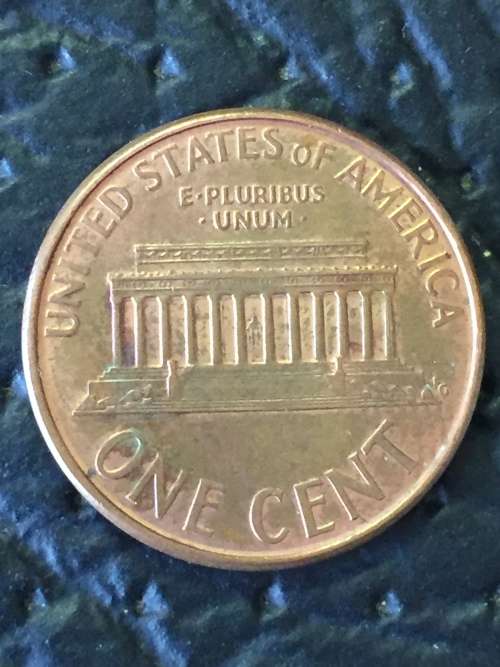 UNITED STATES OF AMERICA
E·PLURIBUS
·UNUM·
ONE CENT